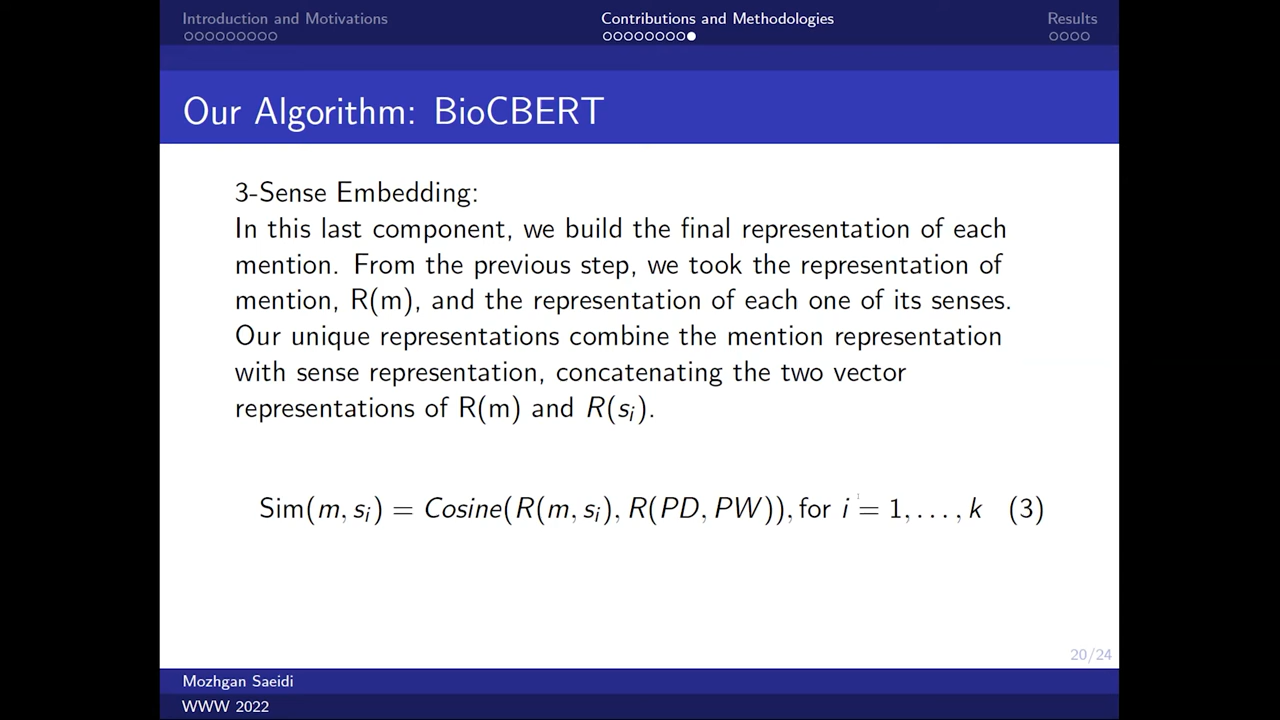 Introduction and Motivations Contributions and Methodologies Results
Our Algorithm: BioCBERT
3-Sense Embedding:
In this last component, we build the final representation of each
mention. From the previous step, we took the representation of
mention, R(m), and the representation of each one of its senses.
Our unique representations combine the mention representation
with sense representation, concatenating the two vector
representations of R(m) and R(sᵢ).
Sim(m, sᵢ) = Cosine(R(m, sᵢ), R(PD, PW)), for i = 1, . . . , k (3)
20/24
Mozhgan Saeidi
WWW 2022